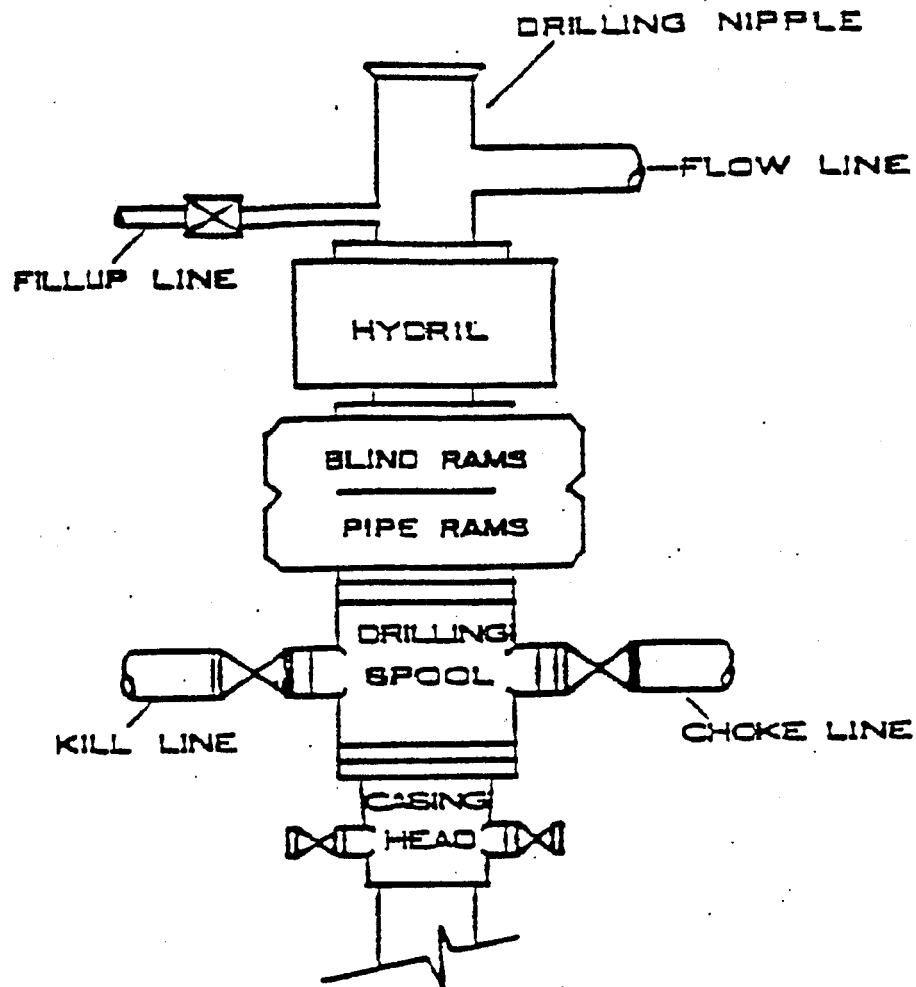 DRILLING NIPPLE
FLOW LINE
FILLUP LINE
HYDRIL
BLIND RAMS
PIPE RAMS
DRILLING
SPOOL
KILL LINE
CHOKE LINE
CASING
HEAD